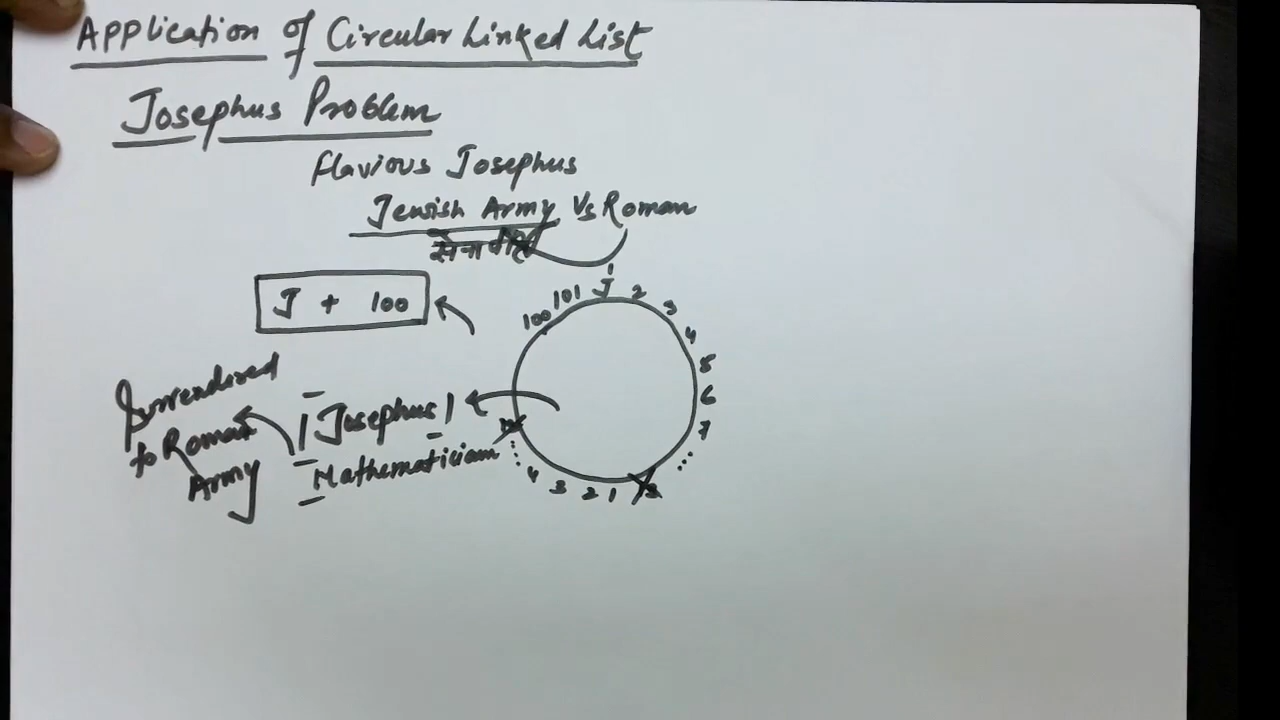 Application of Circular Linked List
Josephus Problem
Flavious Josephus
Jewish Army Vs Roman
J + 100
100 101 1 J 2 3 4 5 6 7
Josephus
Mathematician
Surrendired
to Roman
Army
4 3 2 1